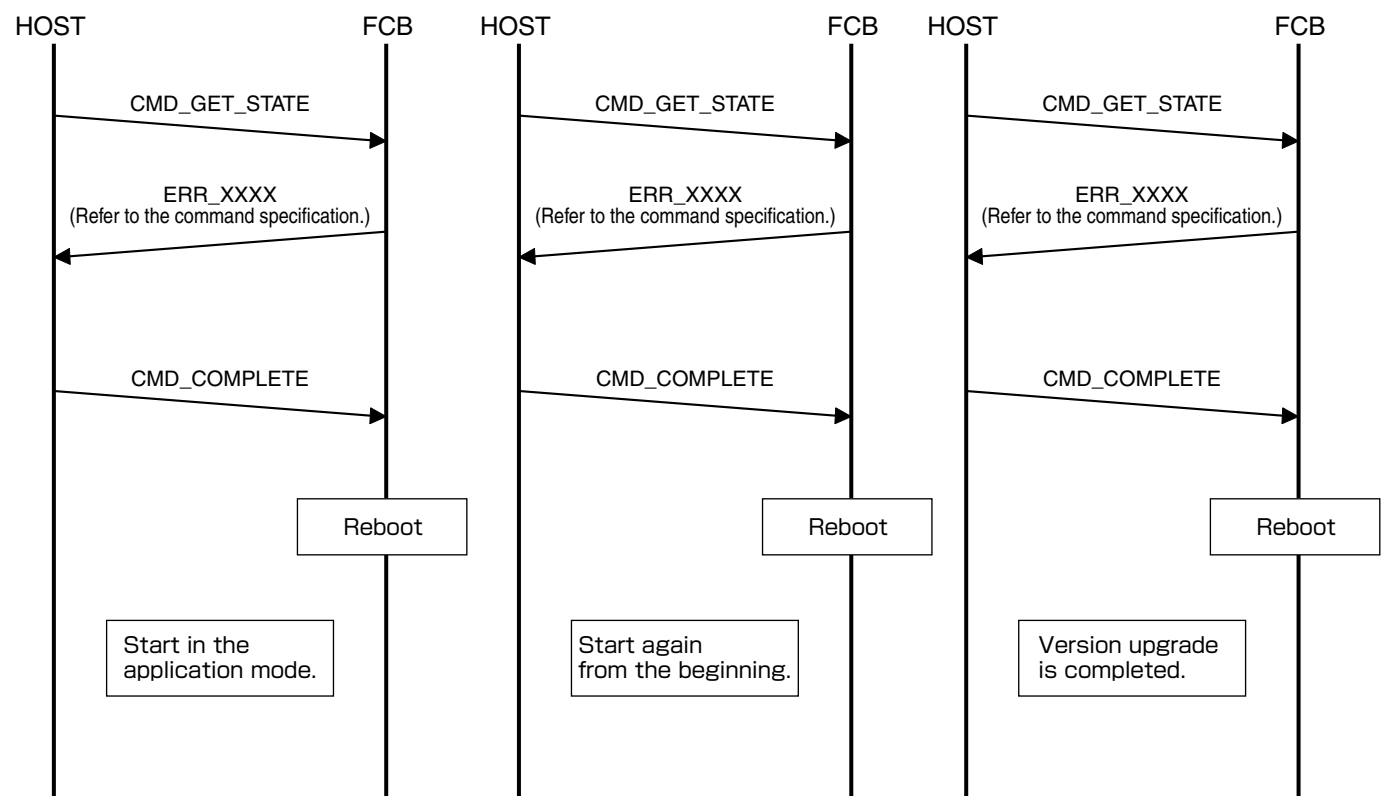 HOST FCB HOST FCB HOST FCB
CMD_GET_STATE CMD_GET_STATE CMD_GET_STATE
ERR_XXXX ERR_XXXX ERR_XXXX
(Refer to the command specification.) (Refer to the command specification.) (Refer to the command specification.)
CMD_COMPLETE CMD_COMPLETE CMD_COMPLETE
Reboot Reboot Reboot
Start in the
application mode.
Start again
from the beginning.
Version upgrade
is completed.